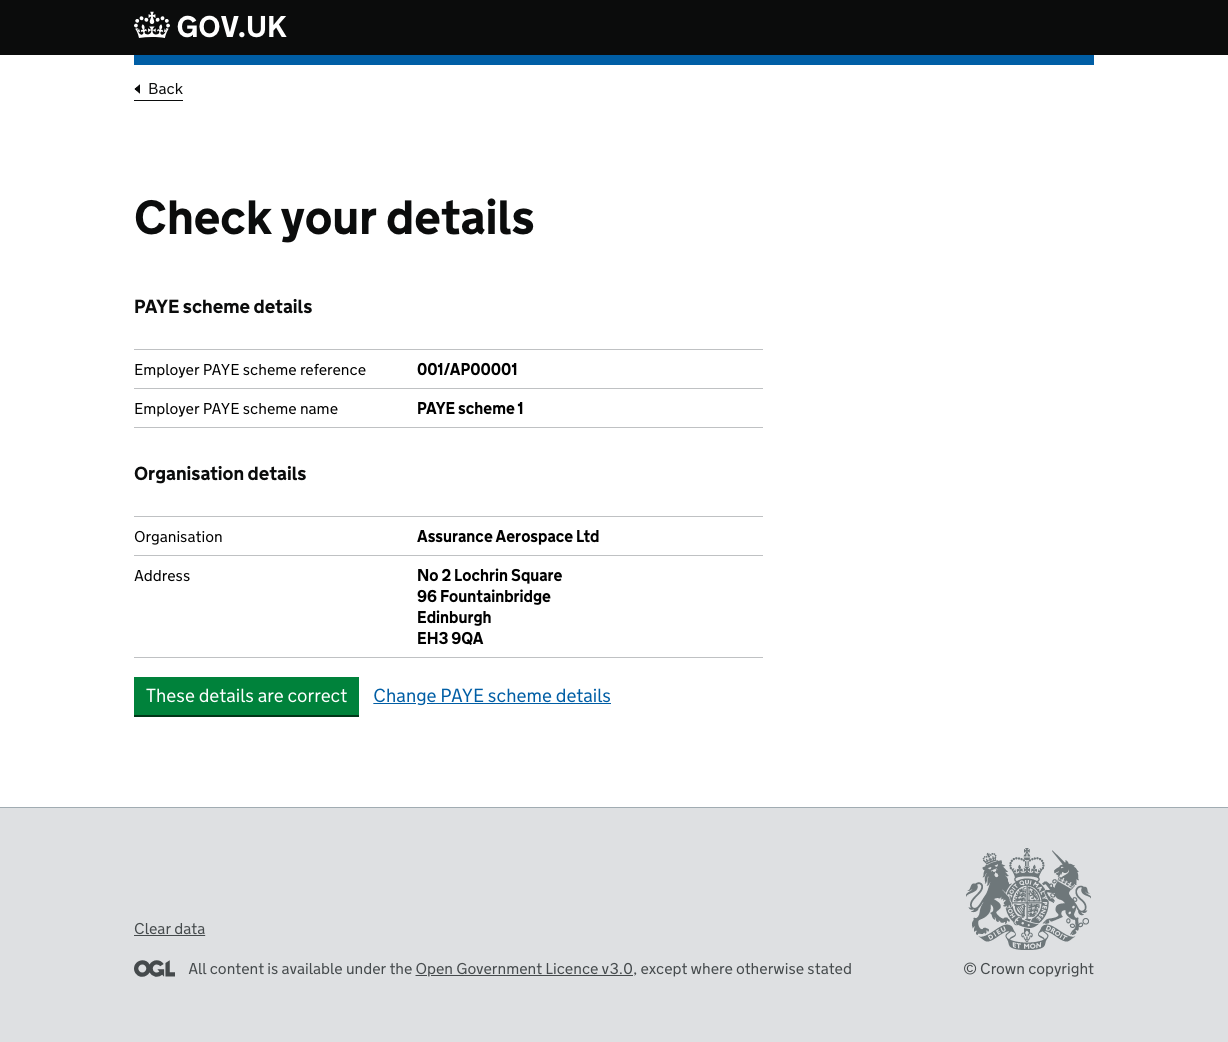 GOV.UK
Back
Check your details
PAYE scheme details
Employer PAYE scheme reference 001/AP00001
Employer PAYE scheme name PAYE scheme 1
Organisation details
Organisation Assurance Aerospace Ltd
Address No 2 Lochrin Square
96 Fountainbridge
Edinburgh
EH3 9QA
These details are correct Change PAYE scheme details
Clear data
OGL All content is available under the Open Government Licence v3.0, except where otherwise stated
DIEU ET MON DROIT
© Crown copyright